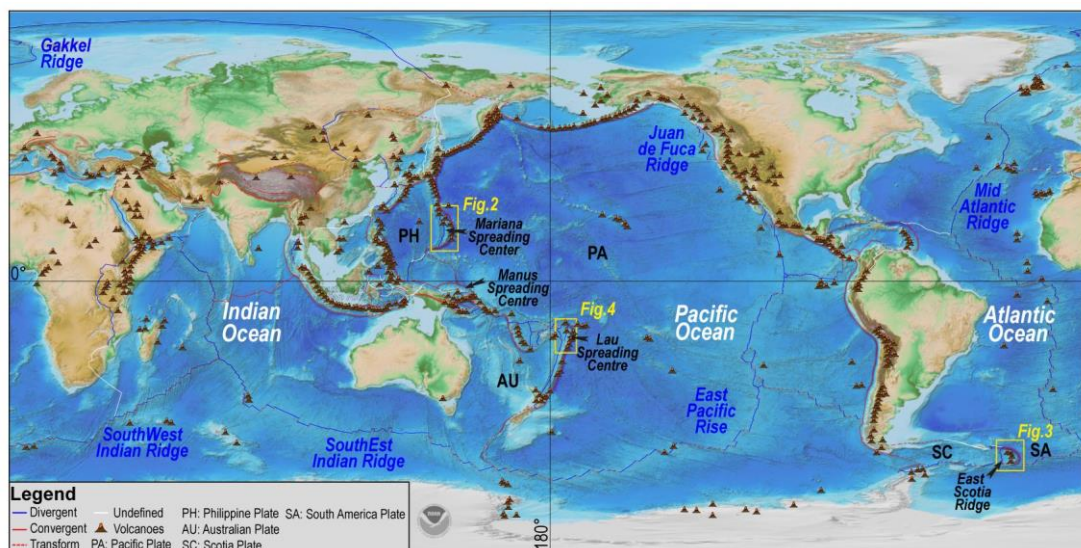 Gakkel
Ridge
Juan
de Fuca
Ridge
Mid
Atlantic
Ridge
Fig.2
Mariana
Spreading
Center
PH
PA
0°
Manus
Spreading
Centre
Indian
Ocean
Fig.4
Lau
Spreading
Centre
Pacific
Ocean
Atlantic
Ocean
AU
East
Pacific
Rise
SouthWest
Indian Ridge
SouthEst
Indian Ridge
Fig.3
SC
SA
East
Scotia
Ridge
180°
Legend
Divergent Undefined PH: Philippine Plate SA: South America Plate
Convergent Volcanoes AU: Australian Plate
Transform PA: Pacific Plate SC: Scotia Plate